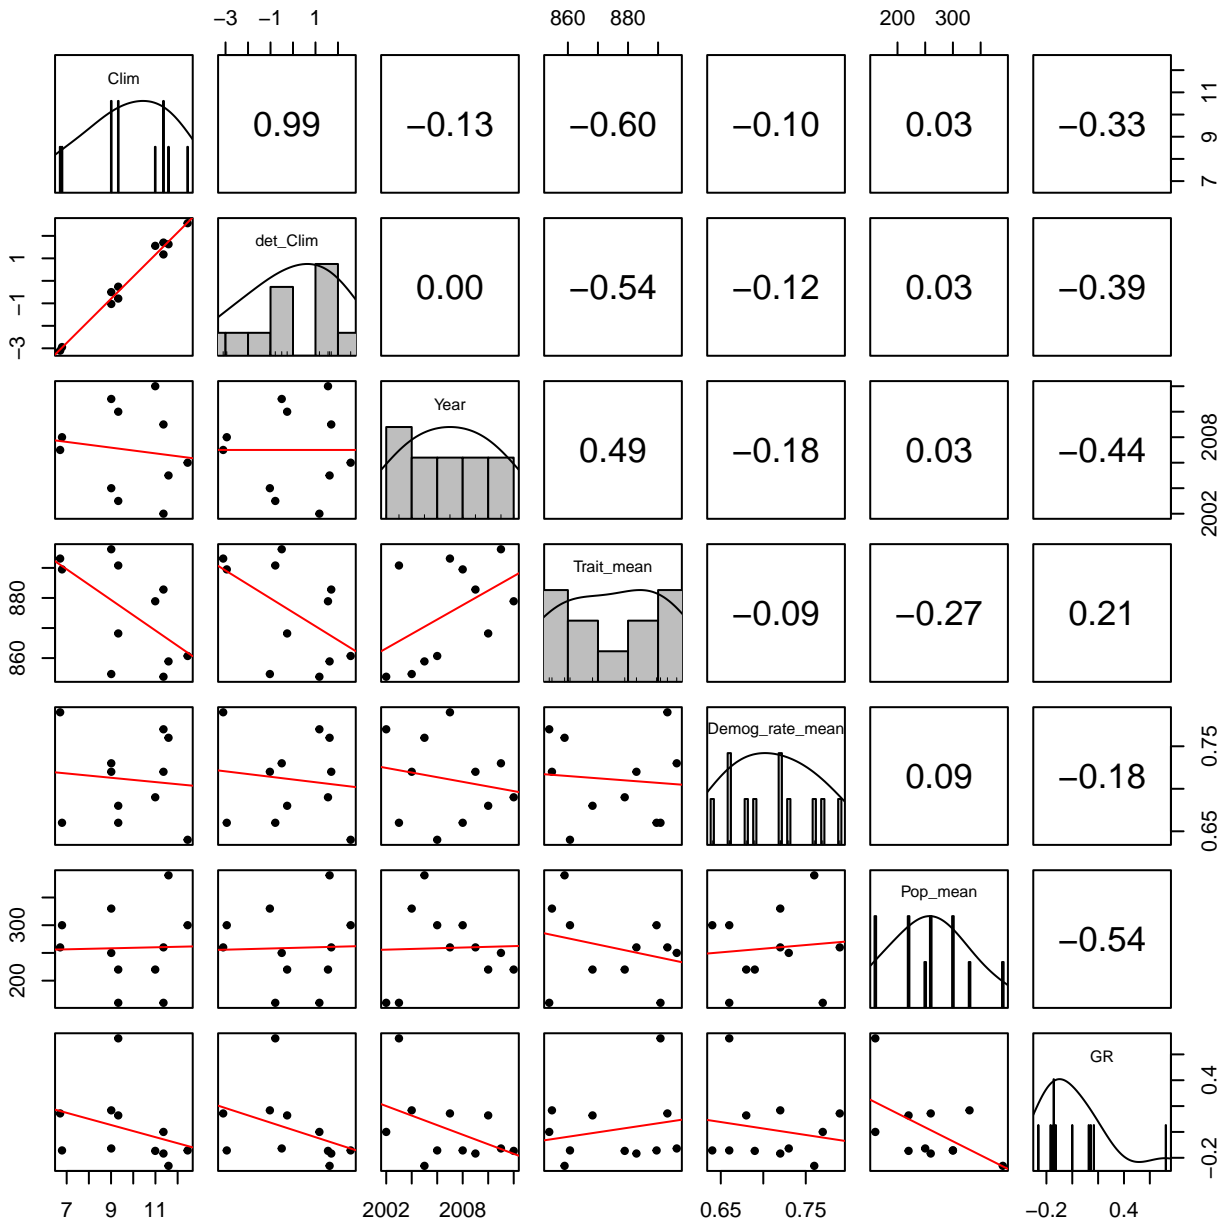 −3 −1 1 860 880 200 300
Clim 0.99 −0.13 −0.60 −0.10 0.03 −0.33 7 9 11
−3 −1 1 det_Clim 0.00 −0.54 −0.12 0.03 −0.39
Year 0.49 −0.18 0.03 −0.44 2002 2008
860 880 Trait_mean −0.09 −0.27 0.21
Demog_rate_mean 0.09 −0.18 0.65 0.75
200 300 Pop_mean −0.54
GR −0.2 0.4
7 9 11 2002 2008 0.65 0.75 −0.2 0.4